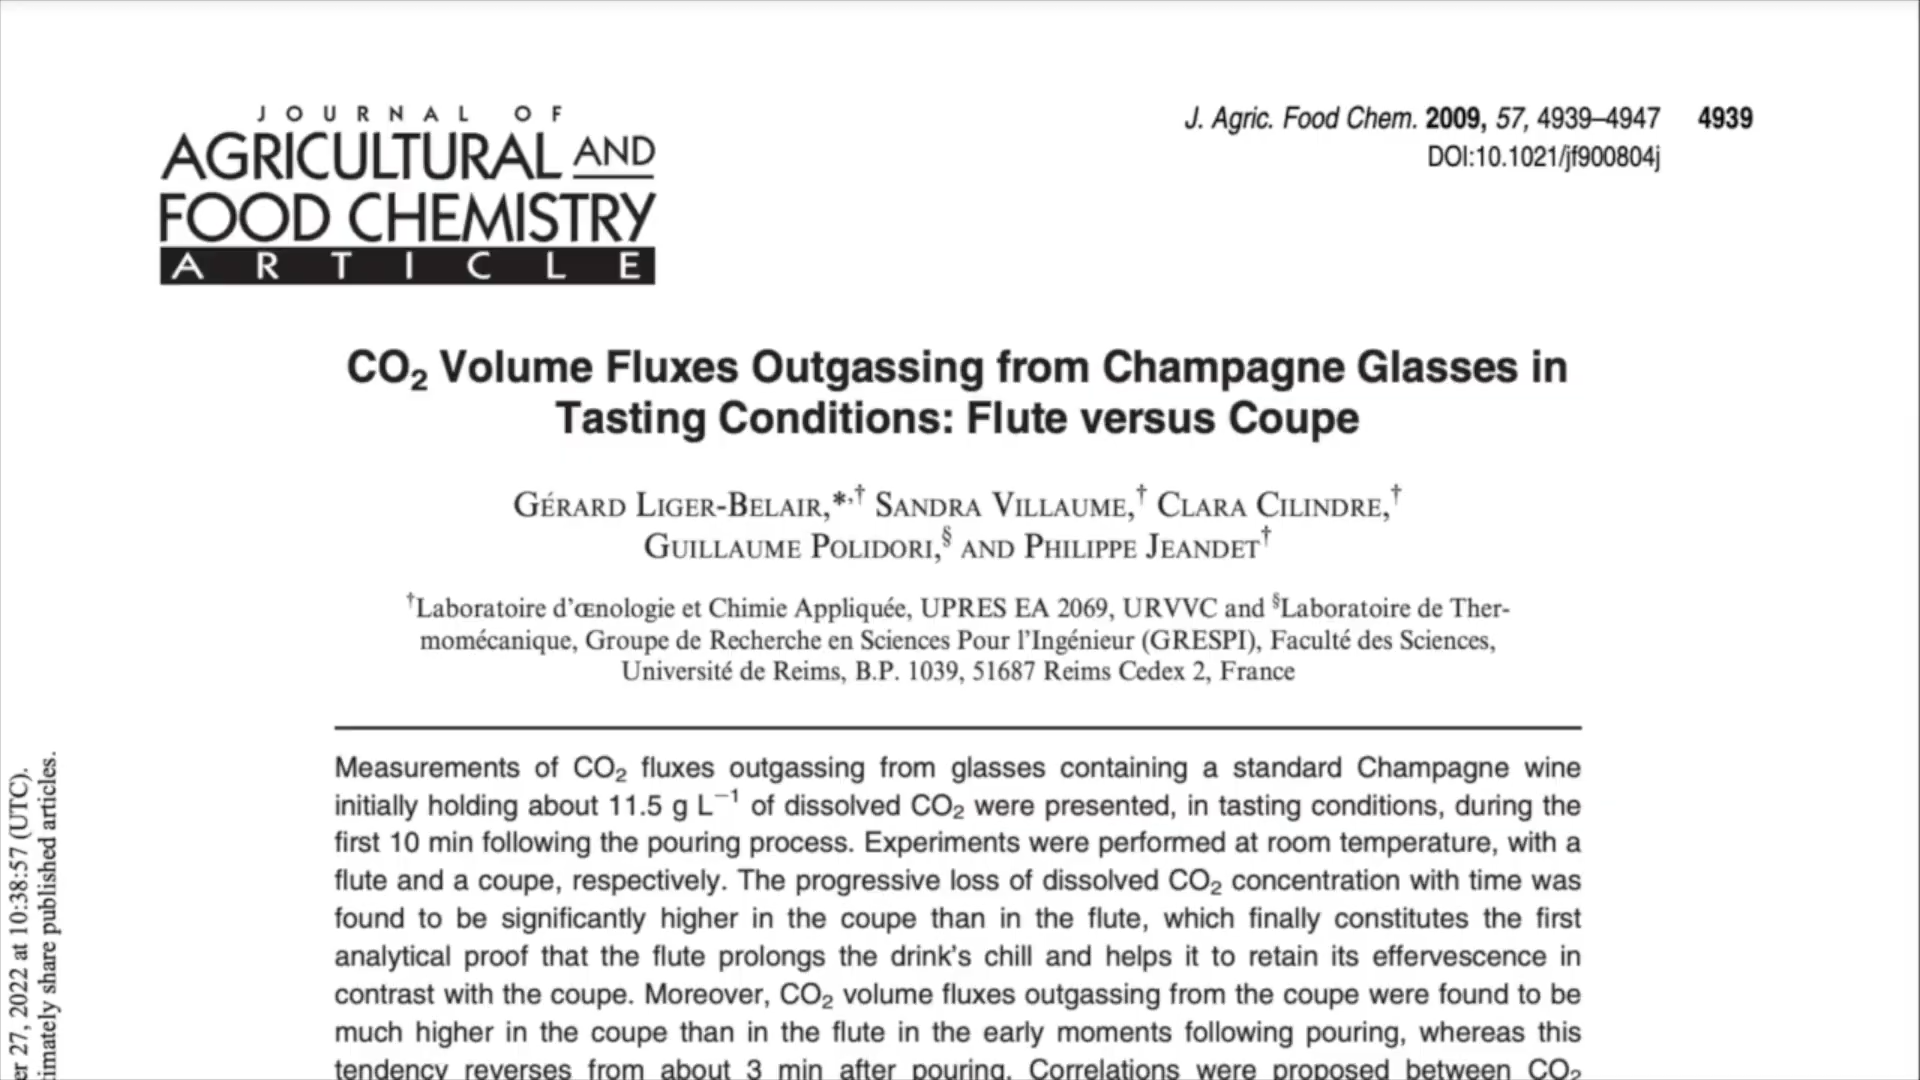 JOURNAL OF
AGRICULTURAL AND
FOOD CHEMISTRY
ARTICLE
J. Agric. Food Chem. 2009, 57, 4939–4947 4939
DOI:10.1021/jf900804j
CO₂ Volume Fluxes Outgassing from Champagne Glasses in
Tasting Conditions: Flute versus Coupe
GÉRARD LIGER-BELAIR,*,† SANDRA VILLAUME,† CLARA CILINDRE,†
GUILLAUME POLIDORI,§ AND PHILIPPE JEANDET†
†Laboratoire d’œnologie et Chimie Appliquée, UPRES EA 2069, URVVC and §Laboratoire de Ther-
momécanique, Groupe de Recherche en Sciences Pour l’Ingénieur (GRESPI), Faculté des Sciences,
Université de Reims, B.P. 1039, 51687 Reims Cedex 2, France
Measurements of CO₂ fluxes outgassing from glasses containing a standard Champagne wine
initially holding about 11.5 g L⁻¹ of dissolved CO₂ were presented, in tasting conditions, during the
first 10 min following the pouring process. Experiments were performed at room temperature, with a
flute and a coupe, respectively. The progressive loss of dissolved CO₂ concentration with time was
found to be significantly higher in the coupe than in the flute, which finally constitutes the first
analytical proof that the flute prolongs the drink’s chill and helps it to retain its effervescence in
contrast with the coupe. Moreover, CO₂ volume fluxes outgassing from the coupe were found to be
much higher in the coupe than in the flute in the early moments following pouring, whereas this
tendency reverses from about 3 min after pouring. Correlations were proposed between CO₂
er 27, 2022 at 10:38:57 (UTC).
timately share published articles.